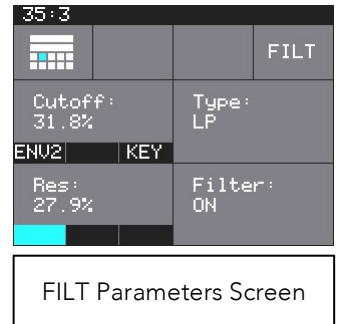 35:3
FILT
Cutoff: Type:
31.8% LP
ENV2 KEY
Res: Filter:
27.9% ON
FILT Parameters Screen